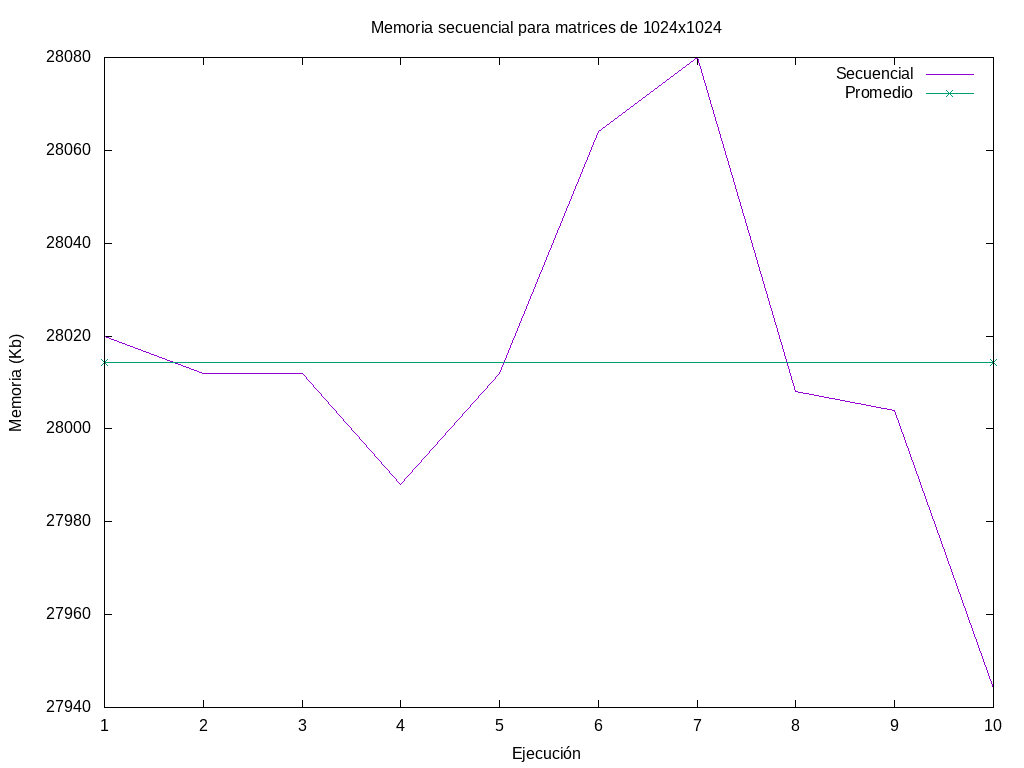 Memoria secuencial para matrices de 1024x1024
Secuencial
Promedio
28080
28060
28040
28020
28000
27980
27960
27940
Memoria (Kb)
1 2 3 4 5 6 7 8 9 10
Ejecución